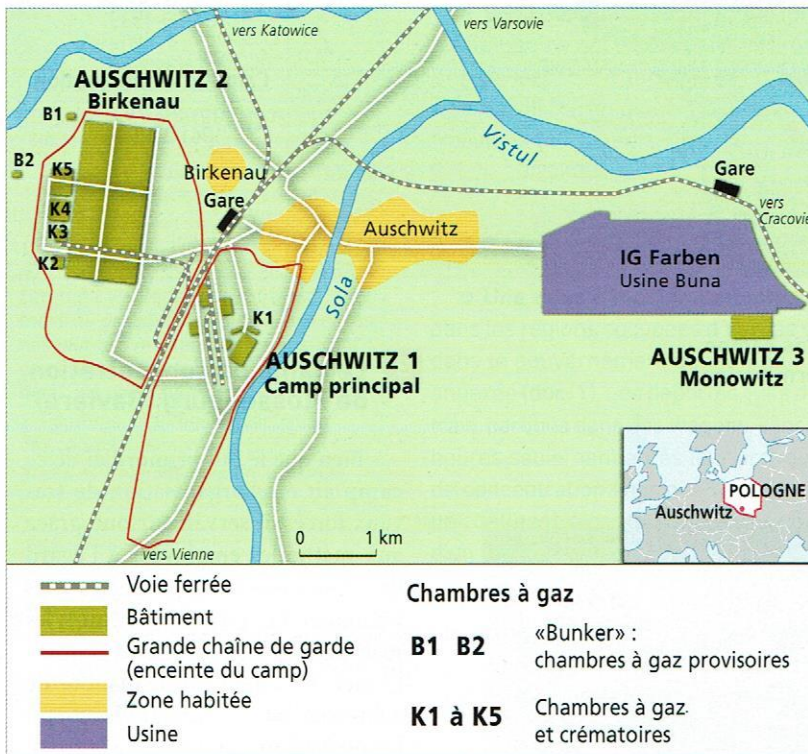 vers Katowice
vers Varsovie
AUSCHWITZ 2
Birkenau
B1
B2
K5
K4
K3
K2
Birkenau
Gare
Vistul
Gare
vers
Cracovie
Auschwitz
IG Farben
Usine Buna
Sola
K1
AUSCHWITZ 1
Camp principal
AUSCHWITZ 3
Monowitz
POLOGNE
Auschwitz
vers Vienne
0 1 km
Voie ferrée
Bâtiment
Grande chaîne de garde
(enceinte du camp)
Zone habitée
Usine
Chambres à gaz
B1 B2
«Bunker» :
chambres à gaz provisoires
K1 à K5
Chambres à gaz
et crématoires